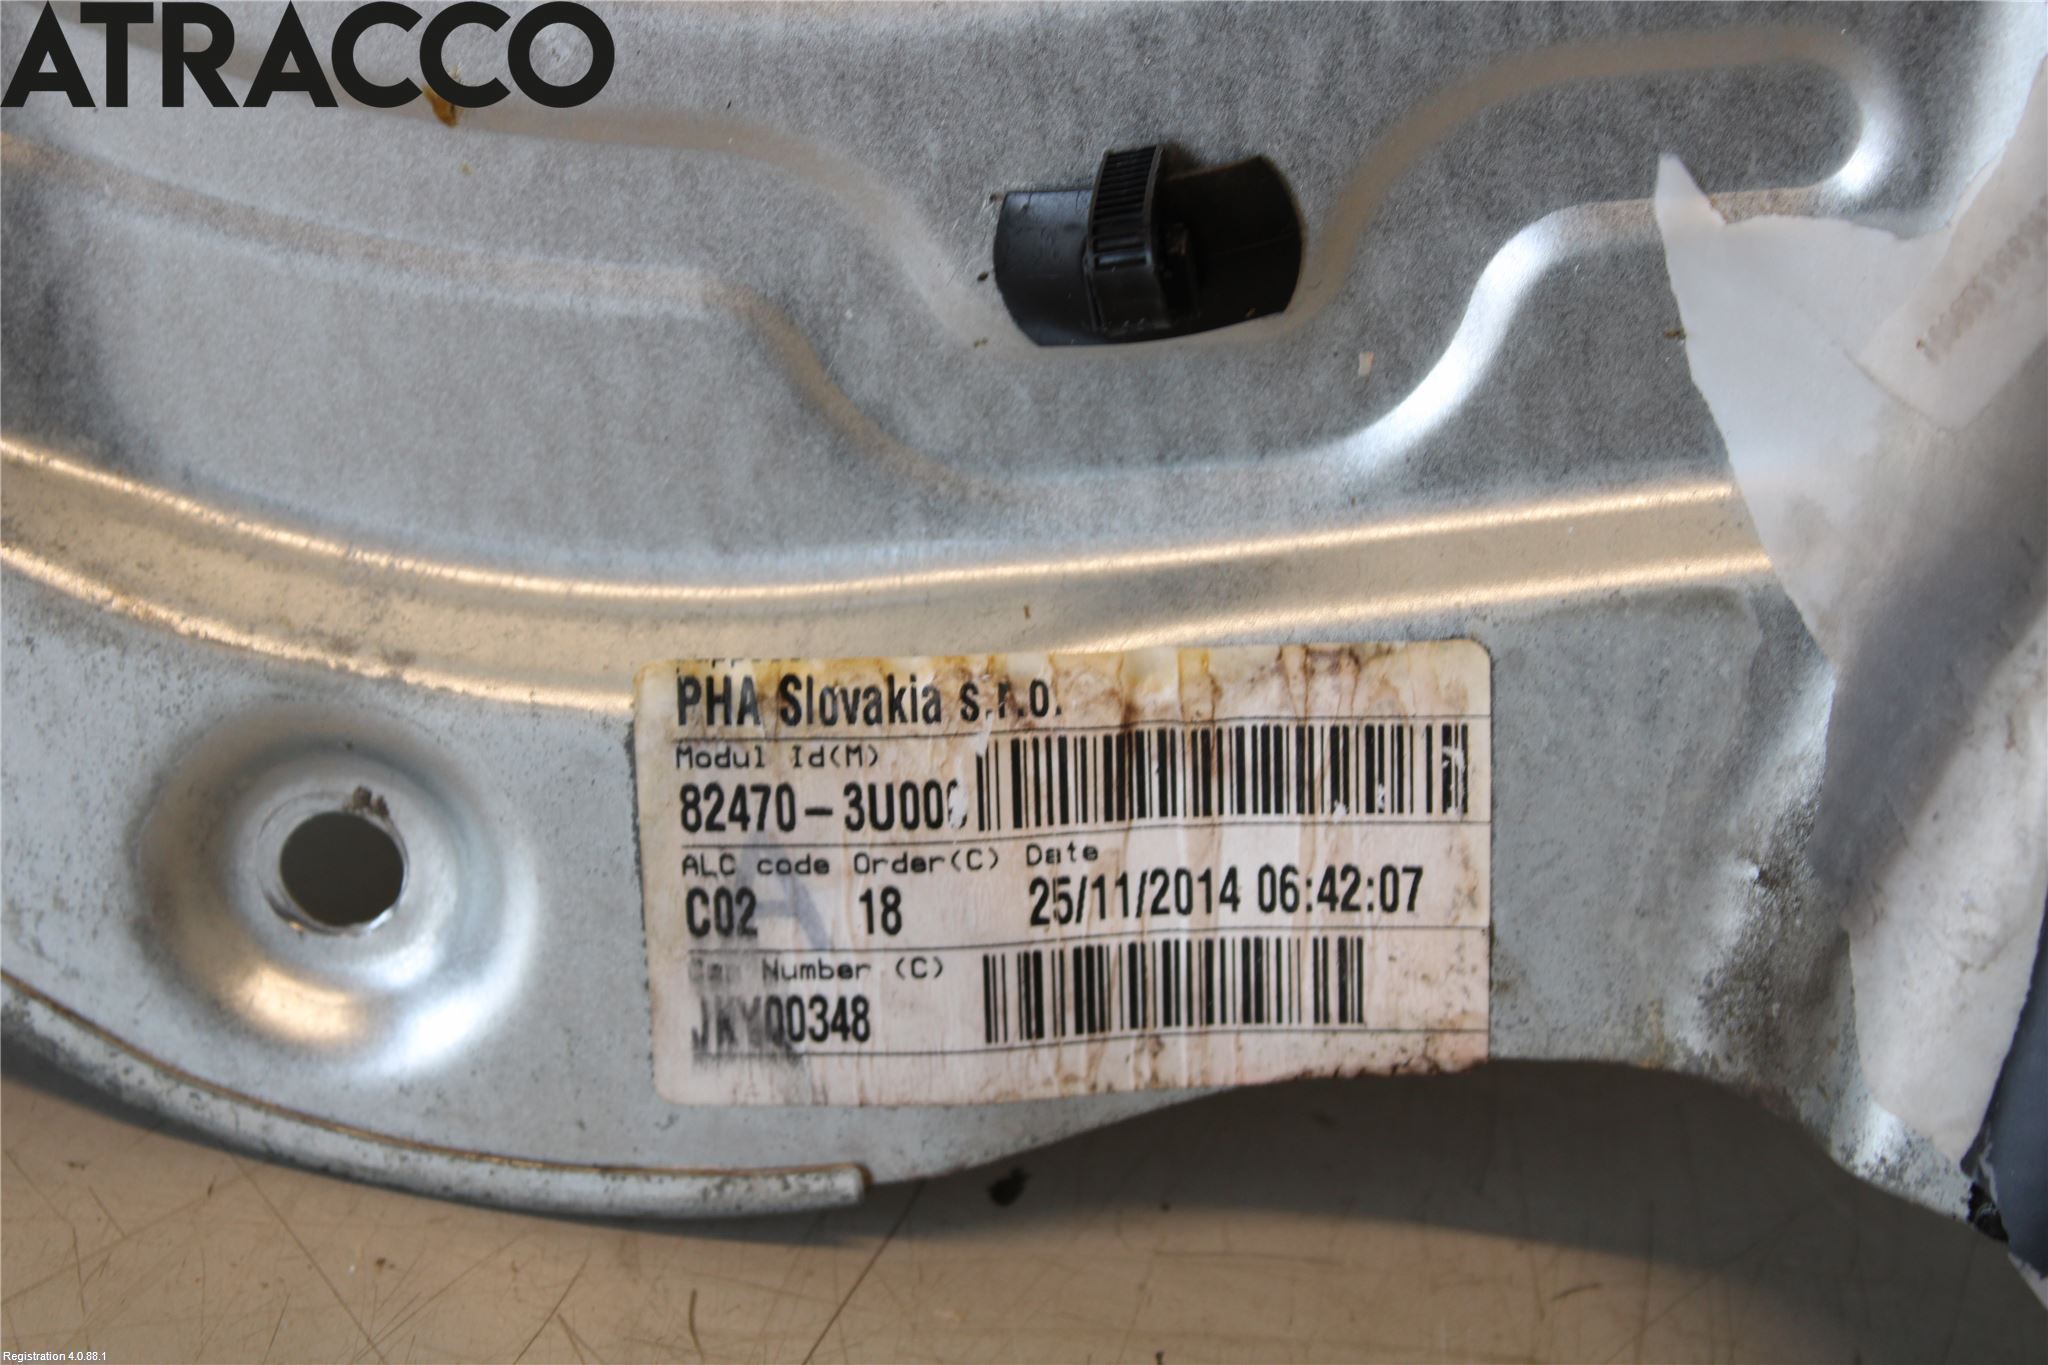 ATRACCO
PHA Slovakia s.r.o.
Modul Id(M)
82470-3U000
ALC code Order(C) Date
C02 18 25/11/2014 06:42:07
Car Number (C)
JKY00348
Registration 4.0.88.1